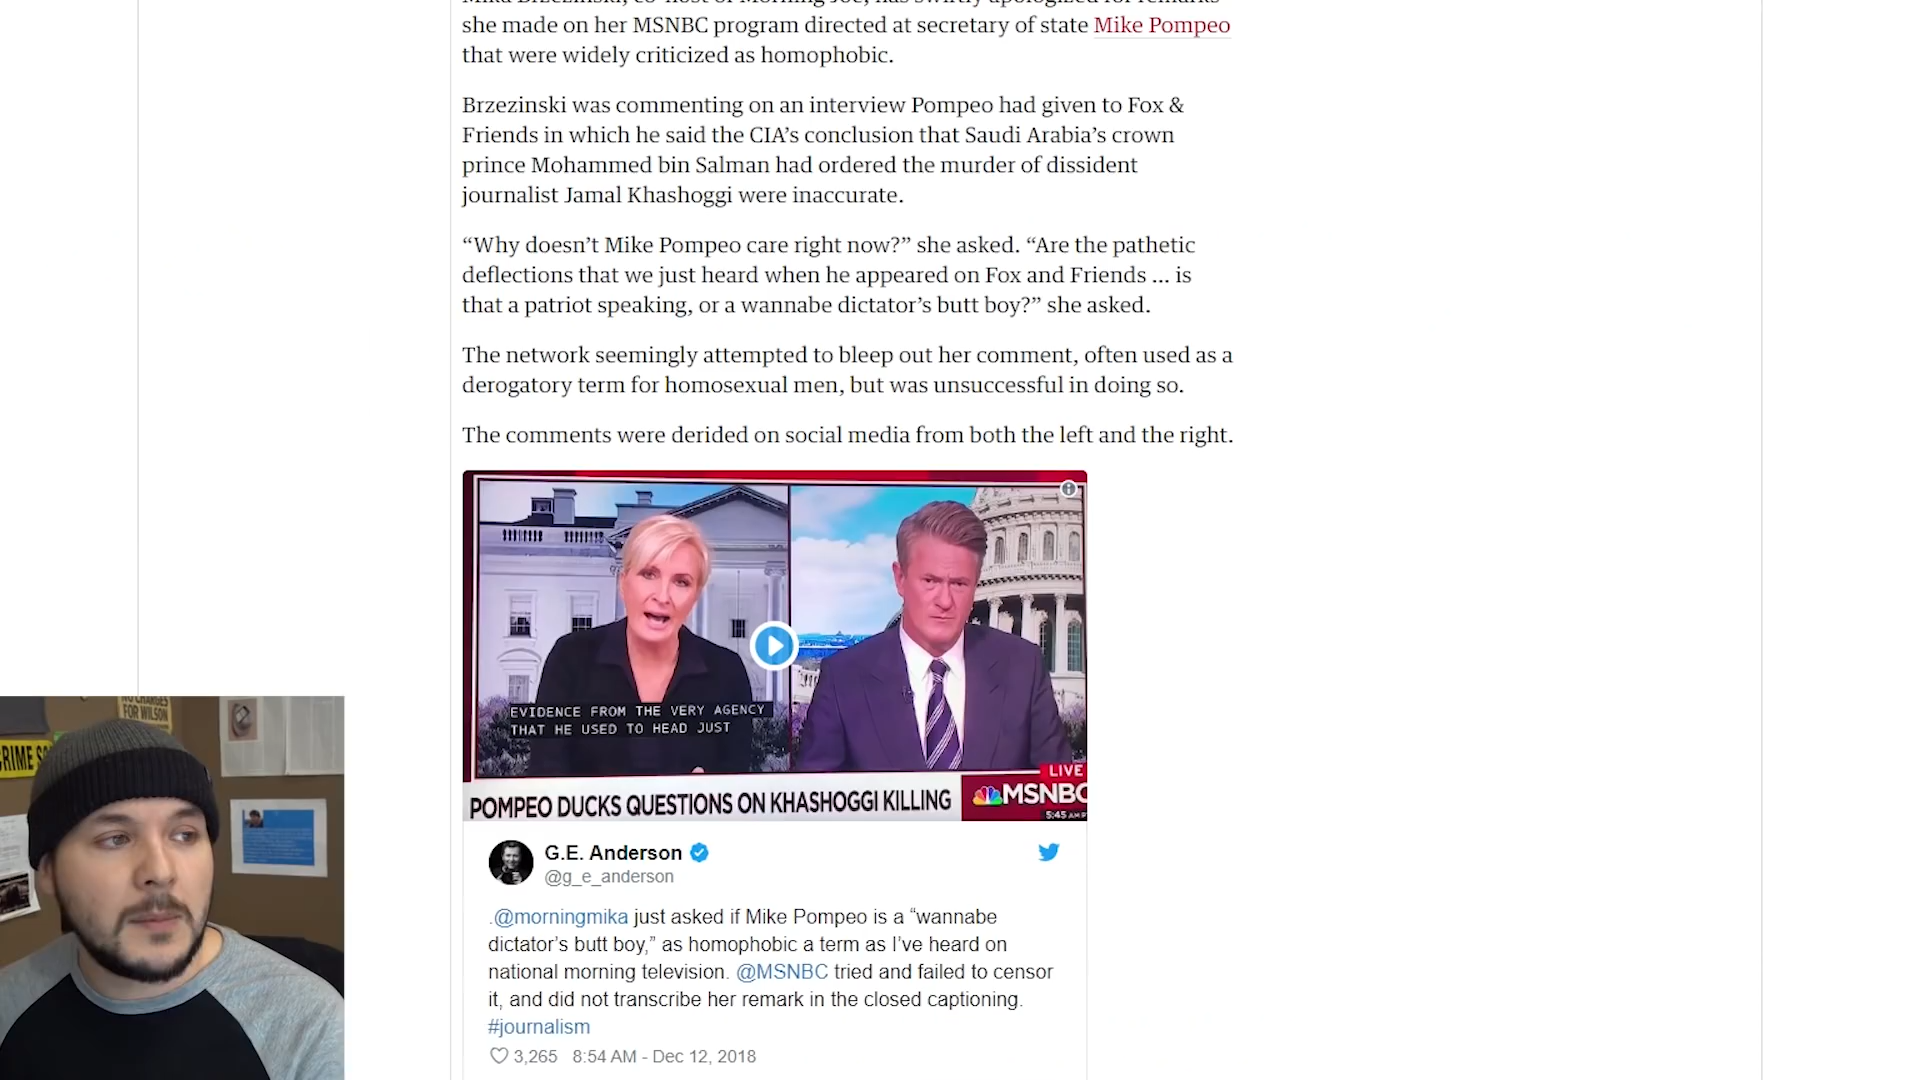 she made on her MSNBC program directed at secretary of state Mike Pompeo
that were widely criticized as homophobic.
Brzezinski was commenting on an interview Pompeo had given to Fox &
Friends in which he said the CIA’s conclusion that Saudi Arabia’s crown
prince Mohammed bin Salman had ordered the murder of dissident
journalist Jamal Khashoggi were inaccurate.
“Why doesn’t Mike Pompeo care right now?” she asked. “Are the pathetic
deflections that we just heard when he appeared on Fox and Friends ... is
that a patriot speaking, or a wannabe dictator’s butt boy?” she asked.
The network seemingly attempted to bleep out her comment, often used as a
derogatory term for homosexual men, but was unsuccessful in doing so.
The comments were derided on social media from both the left and the right.
EVIDENCE FROM THE VERY AGENCY
THAT HE USED TO HEAD JUST
LIVE
POMPEO DUCKS QUESTIONS ON KHASHOGGI KILLING
MSNBC
5:45 AM P
G.E. Anderson
@g_e_anderson
.@morningmika just asked if Mike Pompeo is a “wannabe
dictator’s butt boy,” as homophobic a term as I’ve heard on
national morning television. @MSNBC tried and failed to censor
it, and did not transcribe her remark in the closed captioning.
#journalism
3,265 8:54 AM - Dec 12, 2018
NO CHARGES
FOR WILSON
CRIME S